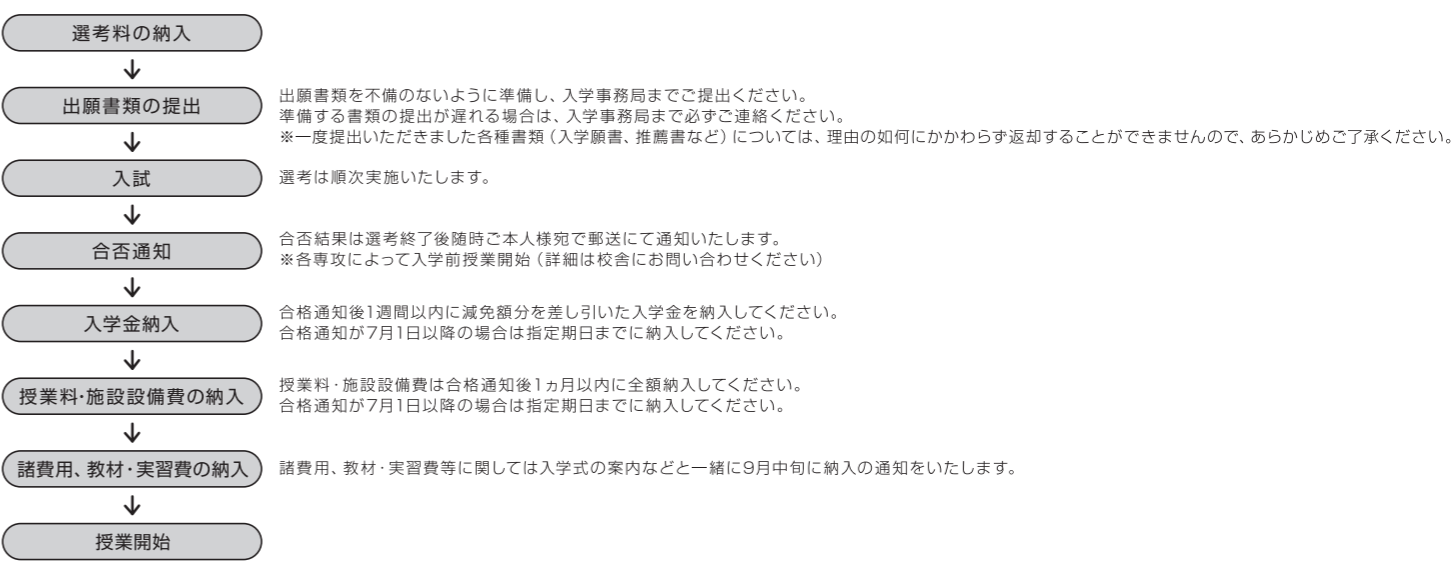 選考料の納入
↓
出願書類の提出
出願書類を不備のないように準備し、入学事務局までご提出ください。
準備する書類の提出が遅れる場合は、入学事務局まで必ずご連絡ください。
※一度提出いただきました各種書類（入学願書、推薦書など）については、理由の如何にかかわらず返却することができませんので、あらかじめご了承ください。
↓
入試
選考は順次実施いたします。
↓
合否通知
合否結果は選考終了後随時ご本人様宛で郵送にて通知いたします。
※各専攻によって入学前授業開始（詳細は校舎にお問い合わせください）
↓
入学金納入
合格通知後1週間以内に減免額分を差し引いた入学金を納入してください。
合格通知が7月1日以降の場合は指定期日までに納入してください。
↓
授業料・施設設備費の納入
授業料・施設設備費は合格通知後1ヵ月以内に全額納入してください。
合格通知が7月1日以降の場合は指定期日までに納入してください。
↓
諸費用、教材・実習費の納入
諸費用、教材・実習費等に関しては入学式の案内などと一緒に9月中旬に納入の通知をいたします。
↓
授業開始